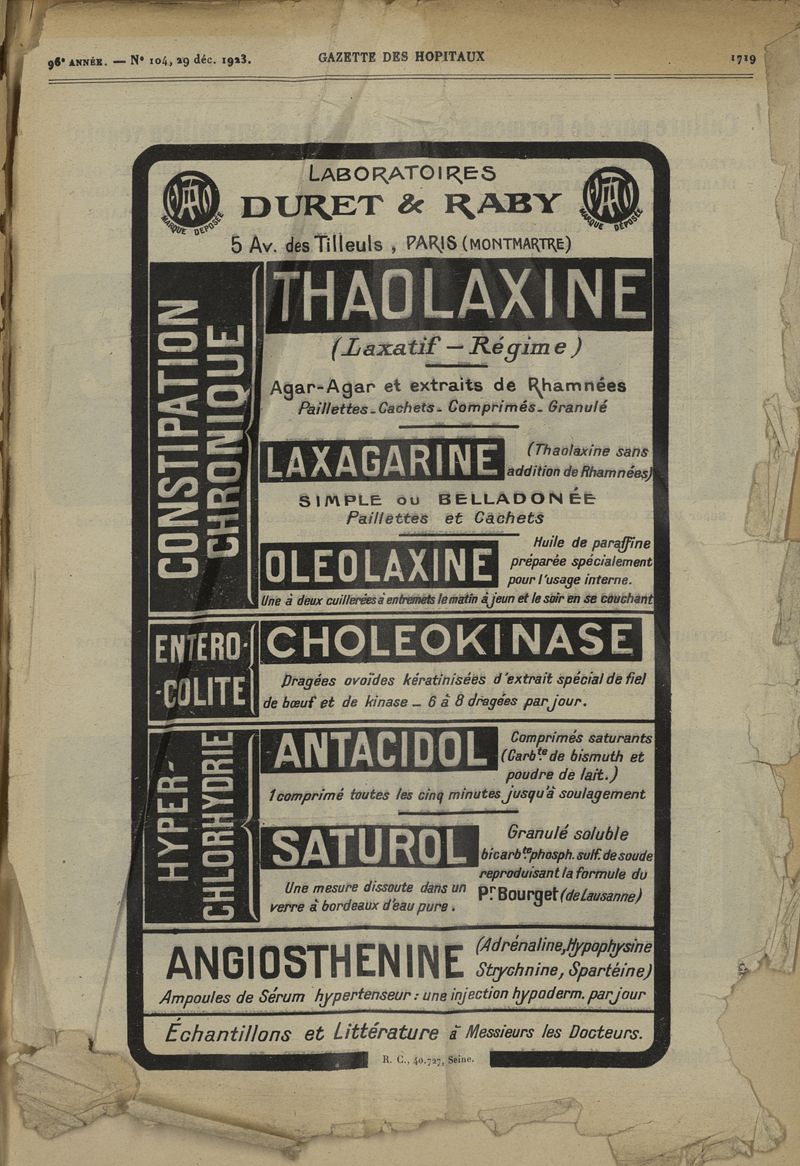 96ᵉ ANNÉE. — Nº 104, 29 déc. 1923.
GAZETTE DES HOPITAUX
1719
LABORATOIRES
DURET & RABY
MARQUE DÉPOSÉE
MARQUE DÉPOSÉE
5 Av. des Tilleuls, PARIS (MONTMARTRE)
CONSTIPATION
CHRONIQUE
THAOLAXINE
(Laxatif — Régime)
Agar-Agar et extraits de Rhamnées
Paillettes - Cachets - Comprimés - Granulé
LAXAGARINE
(Thaolaxine sans
addition de Rhamnées)
SIMPLE ou BELLADONÉE
Paillettes et Cachets
OLEOLAXINE
Huile de paraffine
préparée spécialement
pour l'usage interne.
Une à deux cuillerées à entremets le matin à jeun et le soir en se couchant
ENTERO-
-COLITE
CHOLEOKINASE
Dragées ovoïdes kératinisées d'extrait spécial de fiel
de bœuf et de kinase — 6 à 8 dragées par jour.
HYPER-
CHLORHYDRIE
ANTACIDOL
Comprimés saturants
(Carbᵗᵉ de bismuth et
poudre de lait.)
1 comprimé toutes les cinq minutes jusqu'à soulagement
SATUROL
Granulé soluble
bicarbᵗᵉ phosph. sulf. de soude
reproduisant la formule du
Pʳ Bourget (de Lausanne)
Une mesure dissoute dans un
verre à bordeaux d'eau pure.
ANGIOSTHENINE
(Adrénaline, Hypophysine
Strychnine, Spartéine)
Ampoules de Sérum hypertenseur : une injection hypoderm. par jour
Échantillons et Littérature à Messieurs les Docteurs.
R. C., 40.727, Seine.